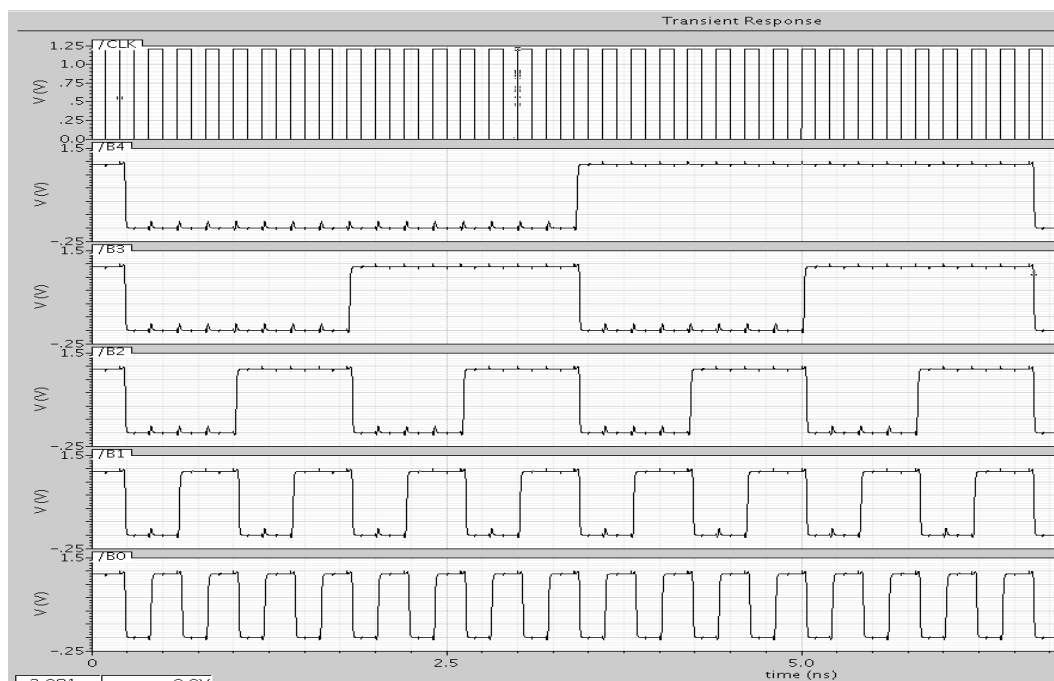 Transient Response
/CLK
1.25
1.0
.75
.5
.25
0.0
V (V)
/B4
1.5
V (V)
-.25
/B3
1.5
V (V)
-.25
/B2
1.5
V (V)
-.25
/B1
1.5
V (V)
-.25
/B0
1.5
V (V)
-.25
0
2.5
5.0
time (ns)